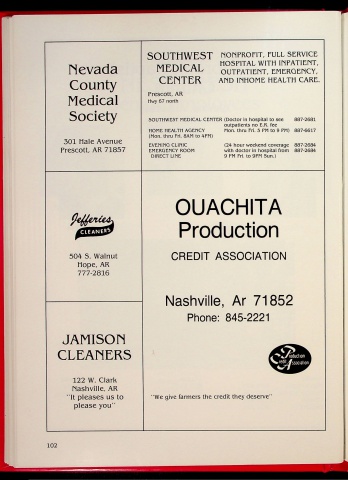 Nevada
County
Medical
Society
301 Hale Avenue
Prescott, AR 71857
SOUTHWEST
MEDICAL
CENTER
Prescott, AR
Hwy 67 north
NONPROFIT, FULL SERVICE
HOSPITAL WITH INPATIENT,
OUTPATIENT, EMERGENCY,
AND INHOME HEALTH CARE.
SOUTHWEST MEDICAL CENTER (Doctor in hospital to see 887-2681
outpatients no E.R. fee
HOME HEALTH AGENCY Mon. thru Fri. 5 PM to 9 PM) 887-6617
(Mon. thru Fri. 8AM to 4PM)
EVENING CLINIC (24 hour weekend coverage 887-2684
EMERGENCY ROOM with doctor in hospital from 887-2684
DIRECT LINE 9 PM Fri. to 9PM Sun.)
Jefferies
CLEANERS
504 S. Walnut
Hope, AR
777-2816
OUACHITA
Production
CREDIT ASSOCIATION
Nashville, Ar 71852
Phone: 845-2221
Production
Credit
Association
"We give farmers the credit they deserve"
JAMISON
CLEANERS
122 W. Clark
Nashville, AR
"It pleases us to
please you"
102